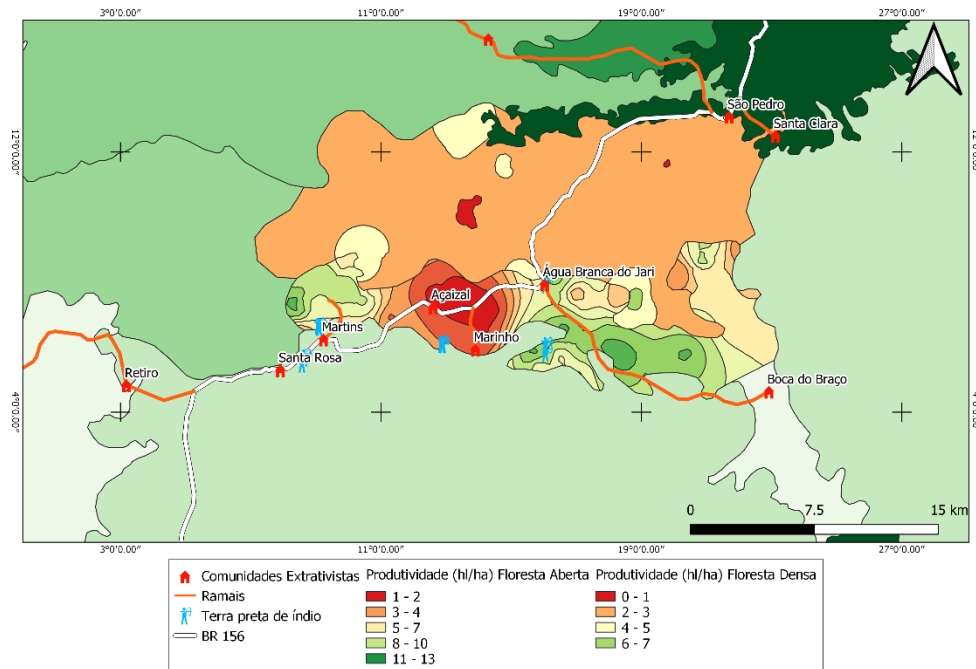 3°0'0.00" 11°0'0.00" 19°0'0.00" 27°0'0.00"
São Pedro
Santa Clara
12°0'0.00"
Água Branca do Jari
Açaizal
Martins
Marinho
Santa Rosa
Retiro
Boca do Braço
4°0'0.00" 4°0'0.00"
0 7.5 15 km
3°0'0.00" 11°0'0.00" 19°0'0.00" 27°0'0.00"
Comunidades Extrativistas Produtividade (hl/ha) Floresta Aberta Produtividade (hl/ha) Floresta Densa
Ramais 1 - 2 0 - 1
3 - 4 2 - 3
Terra preta de índio 5 - 7 4 - 5
BR 156 8 - 10 6 - 7
11 - 13